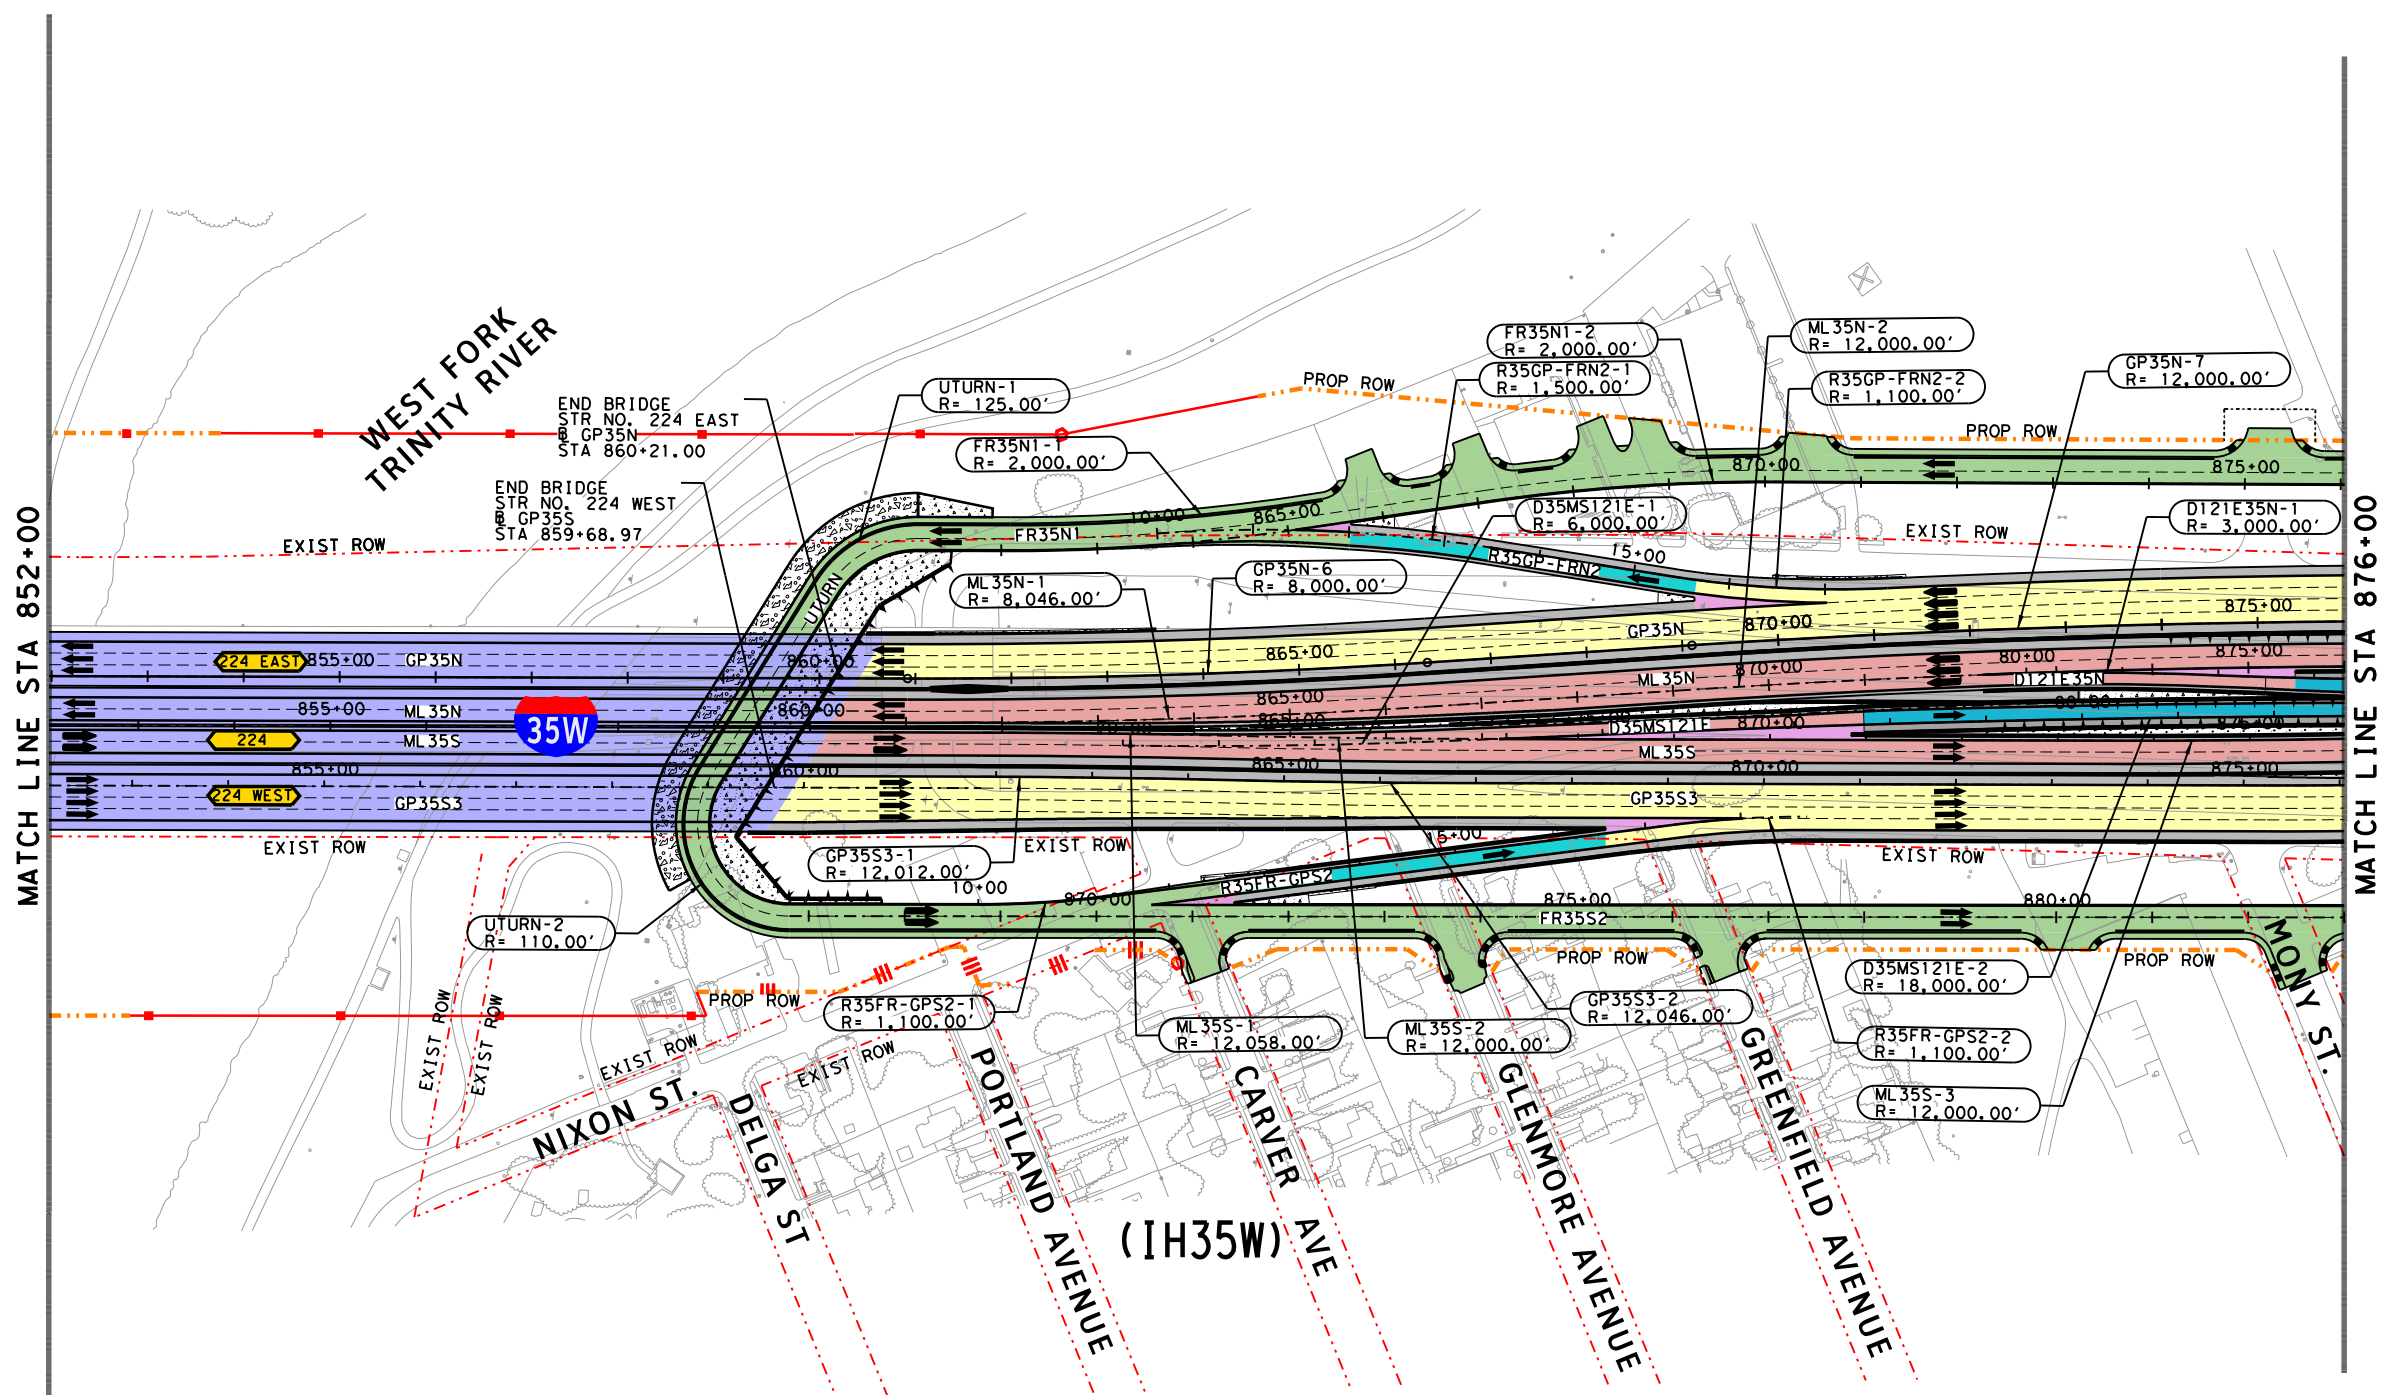 MATCH LINE STA 852+00
WEST FORK
TRINITY RIVER
END BRIDGE
STR NO. 224 EAST
GP35N
STA 860+21.00
END BRIDGE
STR NO. 224 WEST
GP35S
STA 859+68.97
UTURN-1
R= 125.00'
FR35N1-1
R= 2,000.00'
PROP ROW
FR35N1-2
R= 2,000.00'
R35GP-FRN2-1
R= 1,500.00'
ML35N-2
R= 12,000.00'
R35GP-FRN2-2
R= 1,100.00'
GP35N-7
R= 12,000.00'
PROP ROW
870+00
875+00
D35MS121E-1
R= 6,000.00'
D121E35N-1
R= 3,000.00'
EXIST ROW
EXIST ROW
10+00
865+00
FR35N1
UTURN
R35GP-FRN2
15+00
ML35N-1
R= 8,046.00'
GP35N-6
R= 8,000.00'
224 EAST
855+00
GP35N
860+00
865+00
GP35N
870+00
875+00
855+00
ML35N
860+00
865+00
ML35N
870+00
80+00
875+00
D121E35N
35W
224
ML35S
865+00
D35MS121E
870+00
875+00
ML35S
855+00
860+00
865+00
870+00
875+00
224 WEST
GP35S3
GP35S3
EXIST ROW
EXIST ROW
15+00
EXIST ROW
GP35S3-1
R= 12,012.00'
10+00
870+00
R35FR-GPS2
875+00
880+00
FR35S2
UTURN-2
R= 110.00'
PROP ROW
PROP ROW
PROP ROW
R35FR-GPS2-1
R= 1,100.00'
ML35S-1
R= 12,058.00'
ML35S-2
R= 12,000.00'
GP35S3-2
R= 12,046.00'
D35MS121E-2
R= 18,000.00'
R35FR-GPS2-2
R= 1,100.00'
ML35S-3
R= 12,000.00'
EXIST ROW
EXIST ROW
EXIST ROW
EXIST ROW
NIXON ST.
DELGA ST
PORTLAND AVENUE
CARVER AVE
GLENMORE AVENUE
GREENFIELD AVENUE
MONY ST.
(IH35W)
MATCH LINE STA 876+00